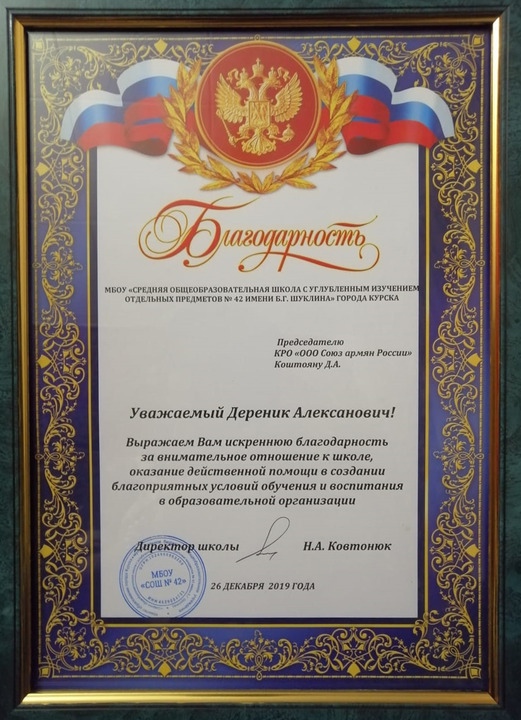 Благодарность
МБОУ «СРЕДНЯЯ ОБЩЕОБРАЗОВАТЕЛЬНАЯ ШКОЛА С УГЛУБЛЕННЫМ ИЗУЧЕНИЕМ
ОТДЕЛЬНЫХ ПРЕДМЕТОВ № 42 ИМЕНИ Б.Г. ШУКЛИНА» ГОРОДА КУРСКА
Председателю
КРО «ООО Союз армян России»
Коштояну Д.А.
Уважаемый Дереник Алексанович!
Выражаем Вам искреннюю благодарность
за внимательное отношение к школе,
оказание действенной помощи в создании
благоприятных условий обучения и воспитания
в образовательной организации
Директор школы Н.А. Ковтонюк
МБОУ
«СОШ № 42»
26 ДЕКАБРЯ 2019 ГОДА